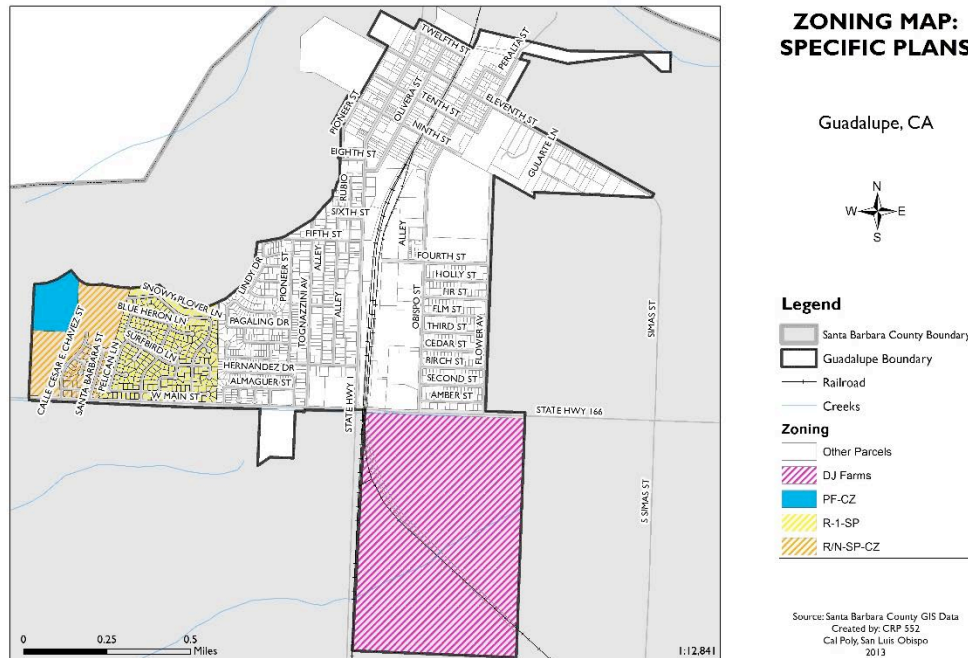 ZONING MAP:
SPECIFIC PLANS
Guadalupe, CA
N
W E
S
Legend
Santa Barbara County Boundary
Guadalupe Boundary
Railroad
Creeks
Zoning
Other Parcels
DJ Farms
PF-CZ
R-1-SP
R/N-SP-CZ
Source: Santa Barbara County GIS Data
Created by: CRP 552
Cal Poly, San Luis Obispo
2013
TWELFTH ST
PERALTA ST
OLIVERA ST
PIONEER ST
TENTH ST
ELEVENTH ST
NINTH ST
GULARTE LN
EIGHTH ST
RUBIO
SIXTH ST
FIFTH ST
ALLEY
ALLEY
FOURTH ST
HOLLY ST
FIR ST
ELM ST
THIRD ST
CEDAR ST
BIRCH ST
SECOND ST
AMBER ST
OBISPO ST
FLOWER AV
LINDY DR
PIONEER ST
TOGNAZZINI AV
ALLEY
SNOWY PLOVER LN
BLUE HERON LN
PAGALING DR
SURFBIRD LN
HERNANDEZ DR
ALMAGUER ST
W MAIN ST
PELICAN LN
SANTA BARBARA ST
CALLE CESAR E CHAVEZ ST
STATE HWY
STATE HWY 166
SIMAS ST
S SIMAS ST
0 0.25 0.5
Miles
1:12,841